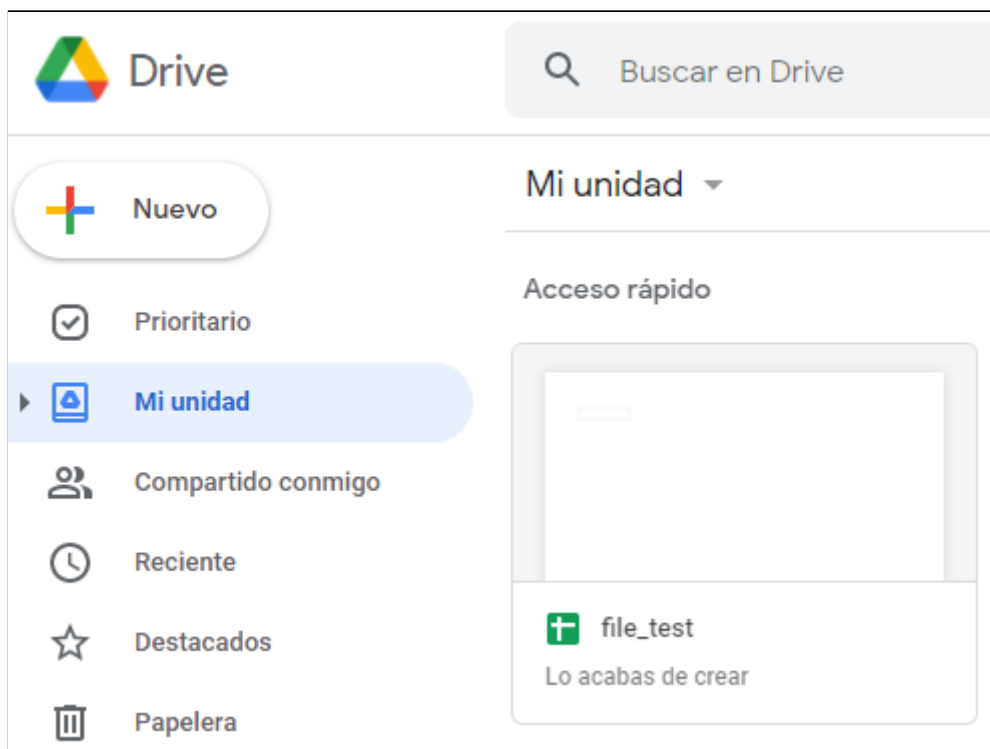 Drive
Buscar en Drive
Nuevo
Prioritario
Mi unidad
Compartido conmigo
Reciente
Destacados
Papelera
Mi unidad
Acceso rápido
file_test
Lo acabas de crear